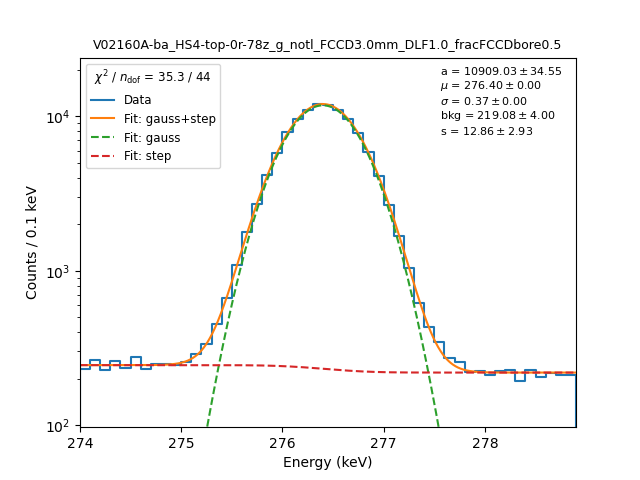 V02160A-ba_HS4-top-0r-78z_g_notl_FCCD3.0mm_DLF1.0_fracFCCDbore0.5
χ² / n_dof = 35.3 / 44
Data
Fit: gauss+step
Fit: gauss
Fit: step
a = 10909.03 ± 34.55
μ = 276.40 ± 0.00
σ = 0.37 ± 0.00
bkg = 219.08 ± 4.00
s = 12.86 ± 2.93
Counts / 0.1 keV
10⁴
10³
10²
274 275 276 277 278
Energy (keV)